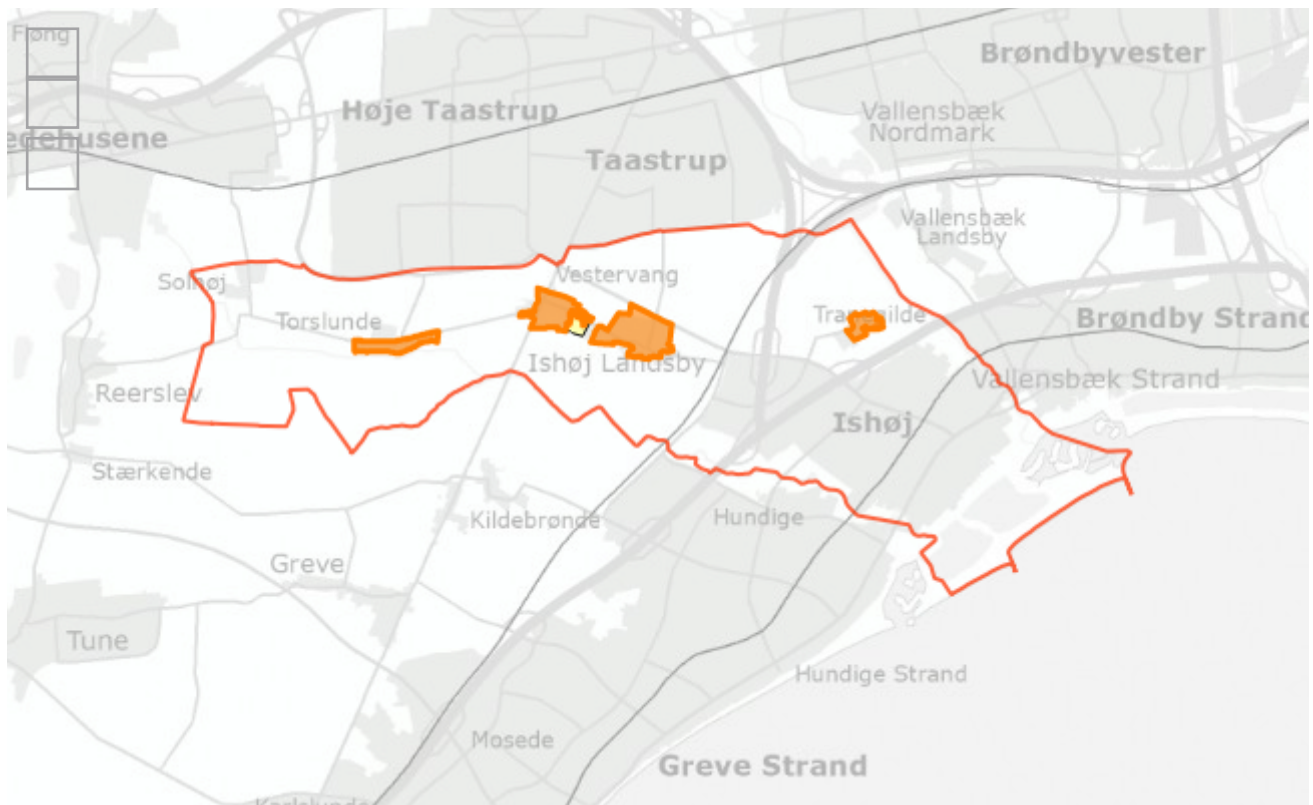 Fløng
Brøndbyvester
Høje Taastrup
Vallensbæk
Nordmark
edehusene
Taastrup
Vallensbæk
Landsby
Solhøj
Vestervang
Torslunde
Brøndby Strand
Ishøj Landsby
Vallensbæk Strand
Reerslev
Ishøj
Stærkende
Kildebrønde
Hundige
Greve
Tune
Hundige Strand
Mosede
Greve Strand